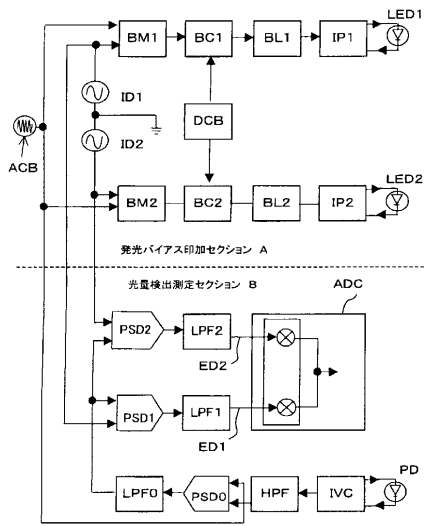 LED1
BM1 BC1 BL1 IP1
ID1
DCB
ID2
ACB
LED2
BM2 BC2 BL2 IP2
発光バイアス印加セクション A
光量検出測定セクション B
ADC
PSD2 LPF2
ED2
PSD1 LPF1
ED1
PD
LPF0 PSD0 HPF IVC